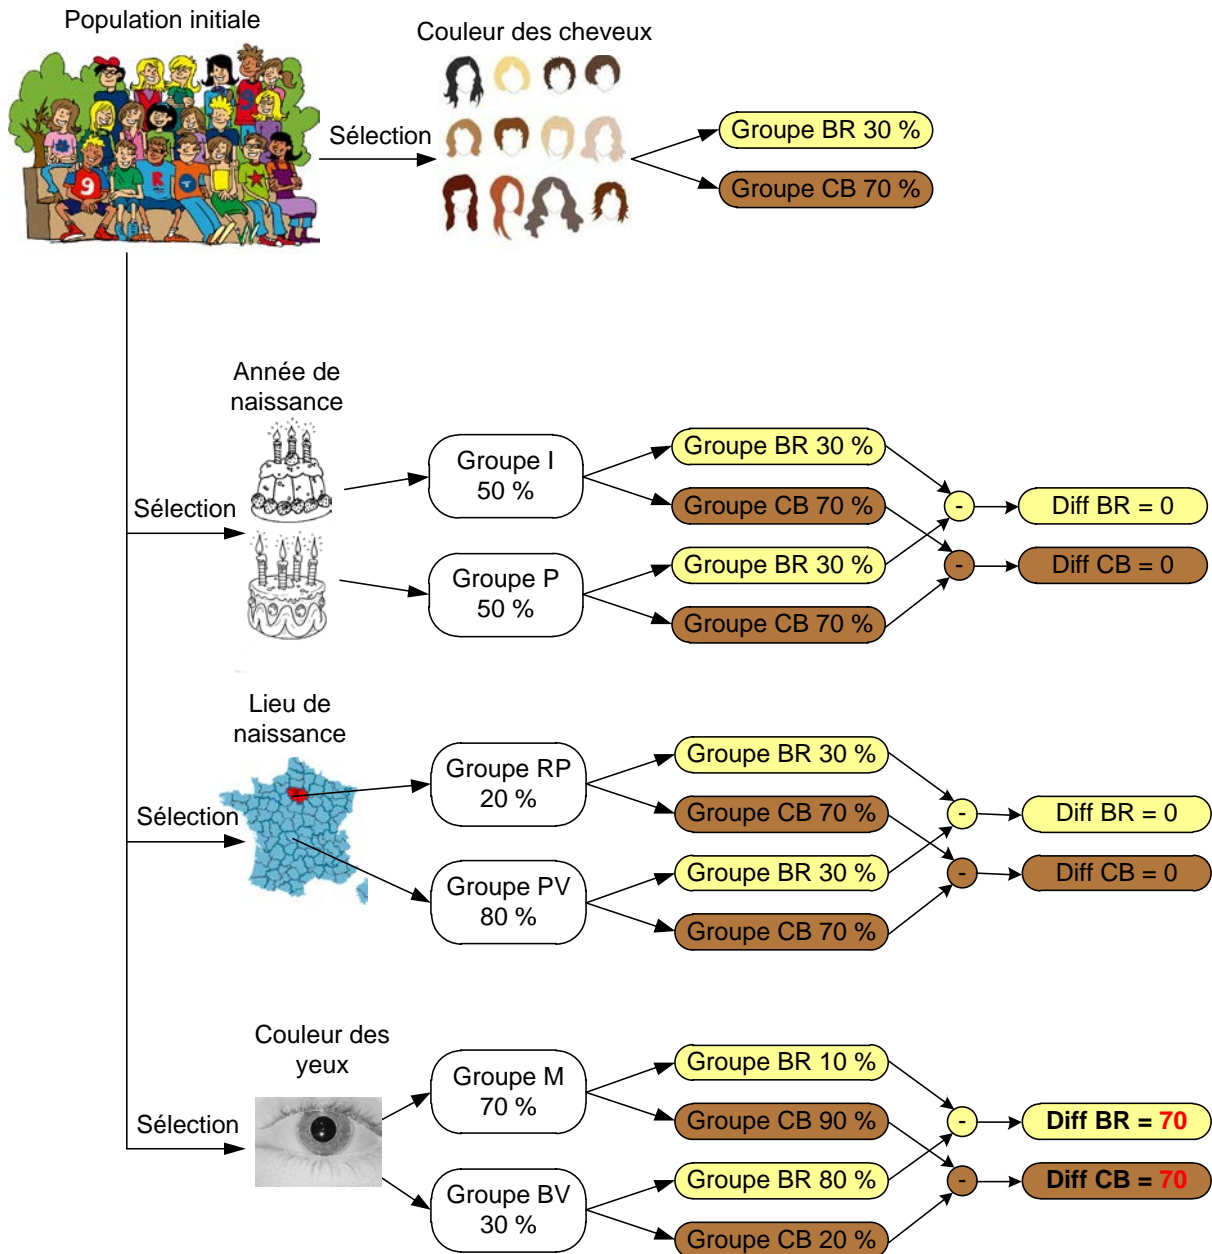 Population initiale
Couleur des cheveux
Sélection
Groupe BR 30 %
Groupe CB 70 %
9
9
R
Année de
naissance
Sélection
Groupe I
50 %
Groupe P
50 %
Groupe BR 30 %
Groupe CB 70 %
Groupe BR 30 %
Groupe CB 70 %
-
-
Diff BR = 0
Diff CB = 0
Lieu de
naissance
Sélection
Groupe RP
20 %
Groupe PV
80 %
Groupe BR 30 %
Groupe CB 70 %
Groupe BR 30 %
Groupe CB 70 %
-
-
Diff BR = 0
Diff CB = 0
Couleur des
yeux
Sélection
Groupe M
70 %
Groupe BV
30 %
Groupe BR 10 %
Groupe CB 90 %
Groupe BR 80 %
Groupe CB 20 %
-
-
Diff BR = 70
Diff CB = 70